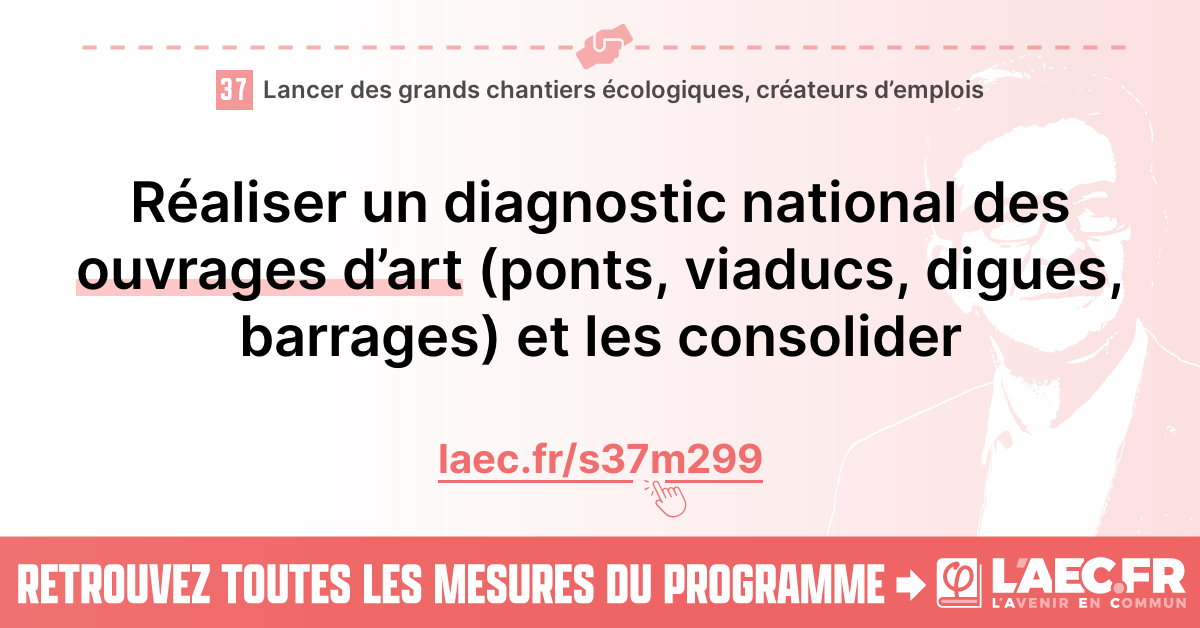 37 Lancer des grands chantiers écologiques, créateurs d’emplois
Réaliser un diagnostic national des
ouvrages d’art (ponts, viaducs, digues,
barrages) et les consolider
laec.fr/s37m299
RETROUVEZ TOUTES LES MESURES DU PROGRAMME
L'AEC.FR
L'AVENIR EN COMMUN